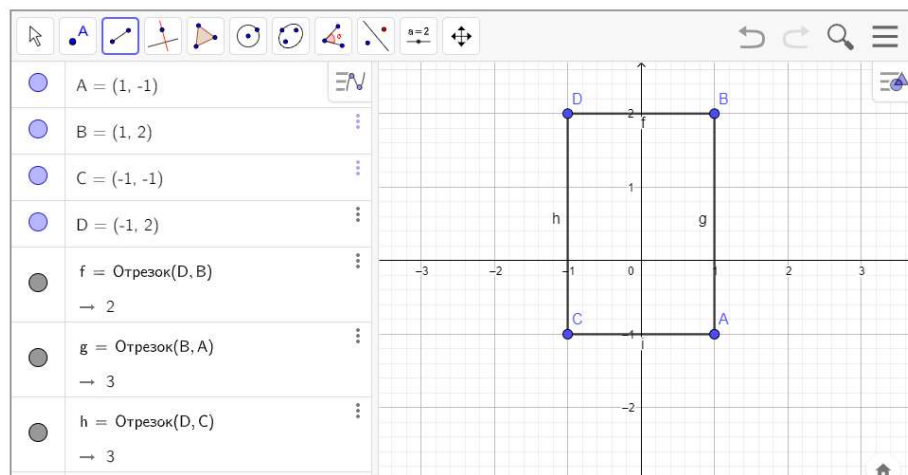 A
a=2
A = (1, -1)
B = (1, 2)
C = (-1, -1)
D = (-1, 2)
f = Отрезок(D, B)
→ 2
g = Отрезок(B, A)
→ 3
h = Отрезок(D, C)
→ 3
D
B
2
f
1
h
g
−3
−2
−1
0
1
2
3
C
A
−1
−2